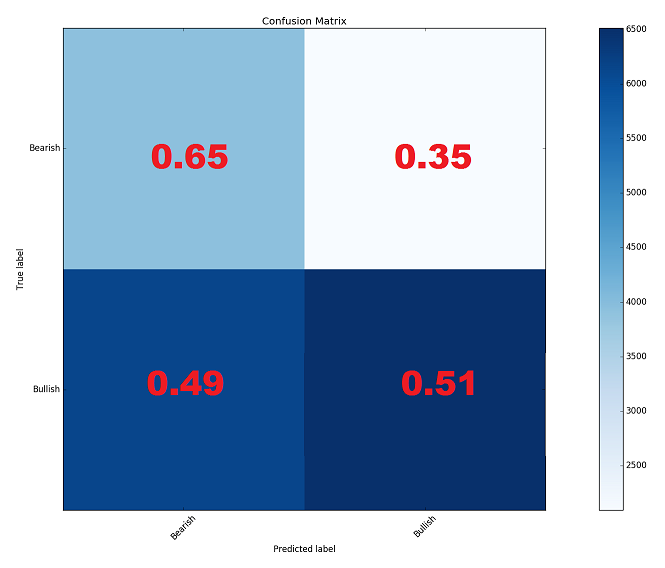 Confusion Matrix
Bearish
0.65
0.35
True label
Bullish
0.49
0.51
Bearish
Bullish
Predicted label
6500
6000
5500
5000
4500
4000
3500
3000
2500